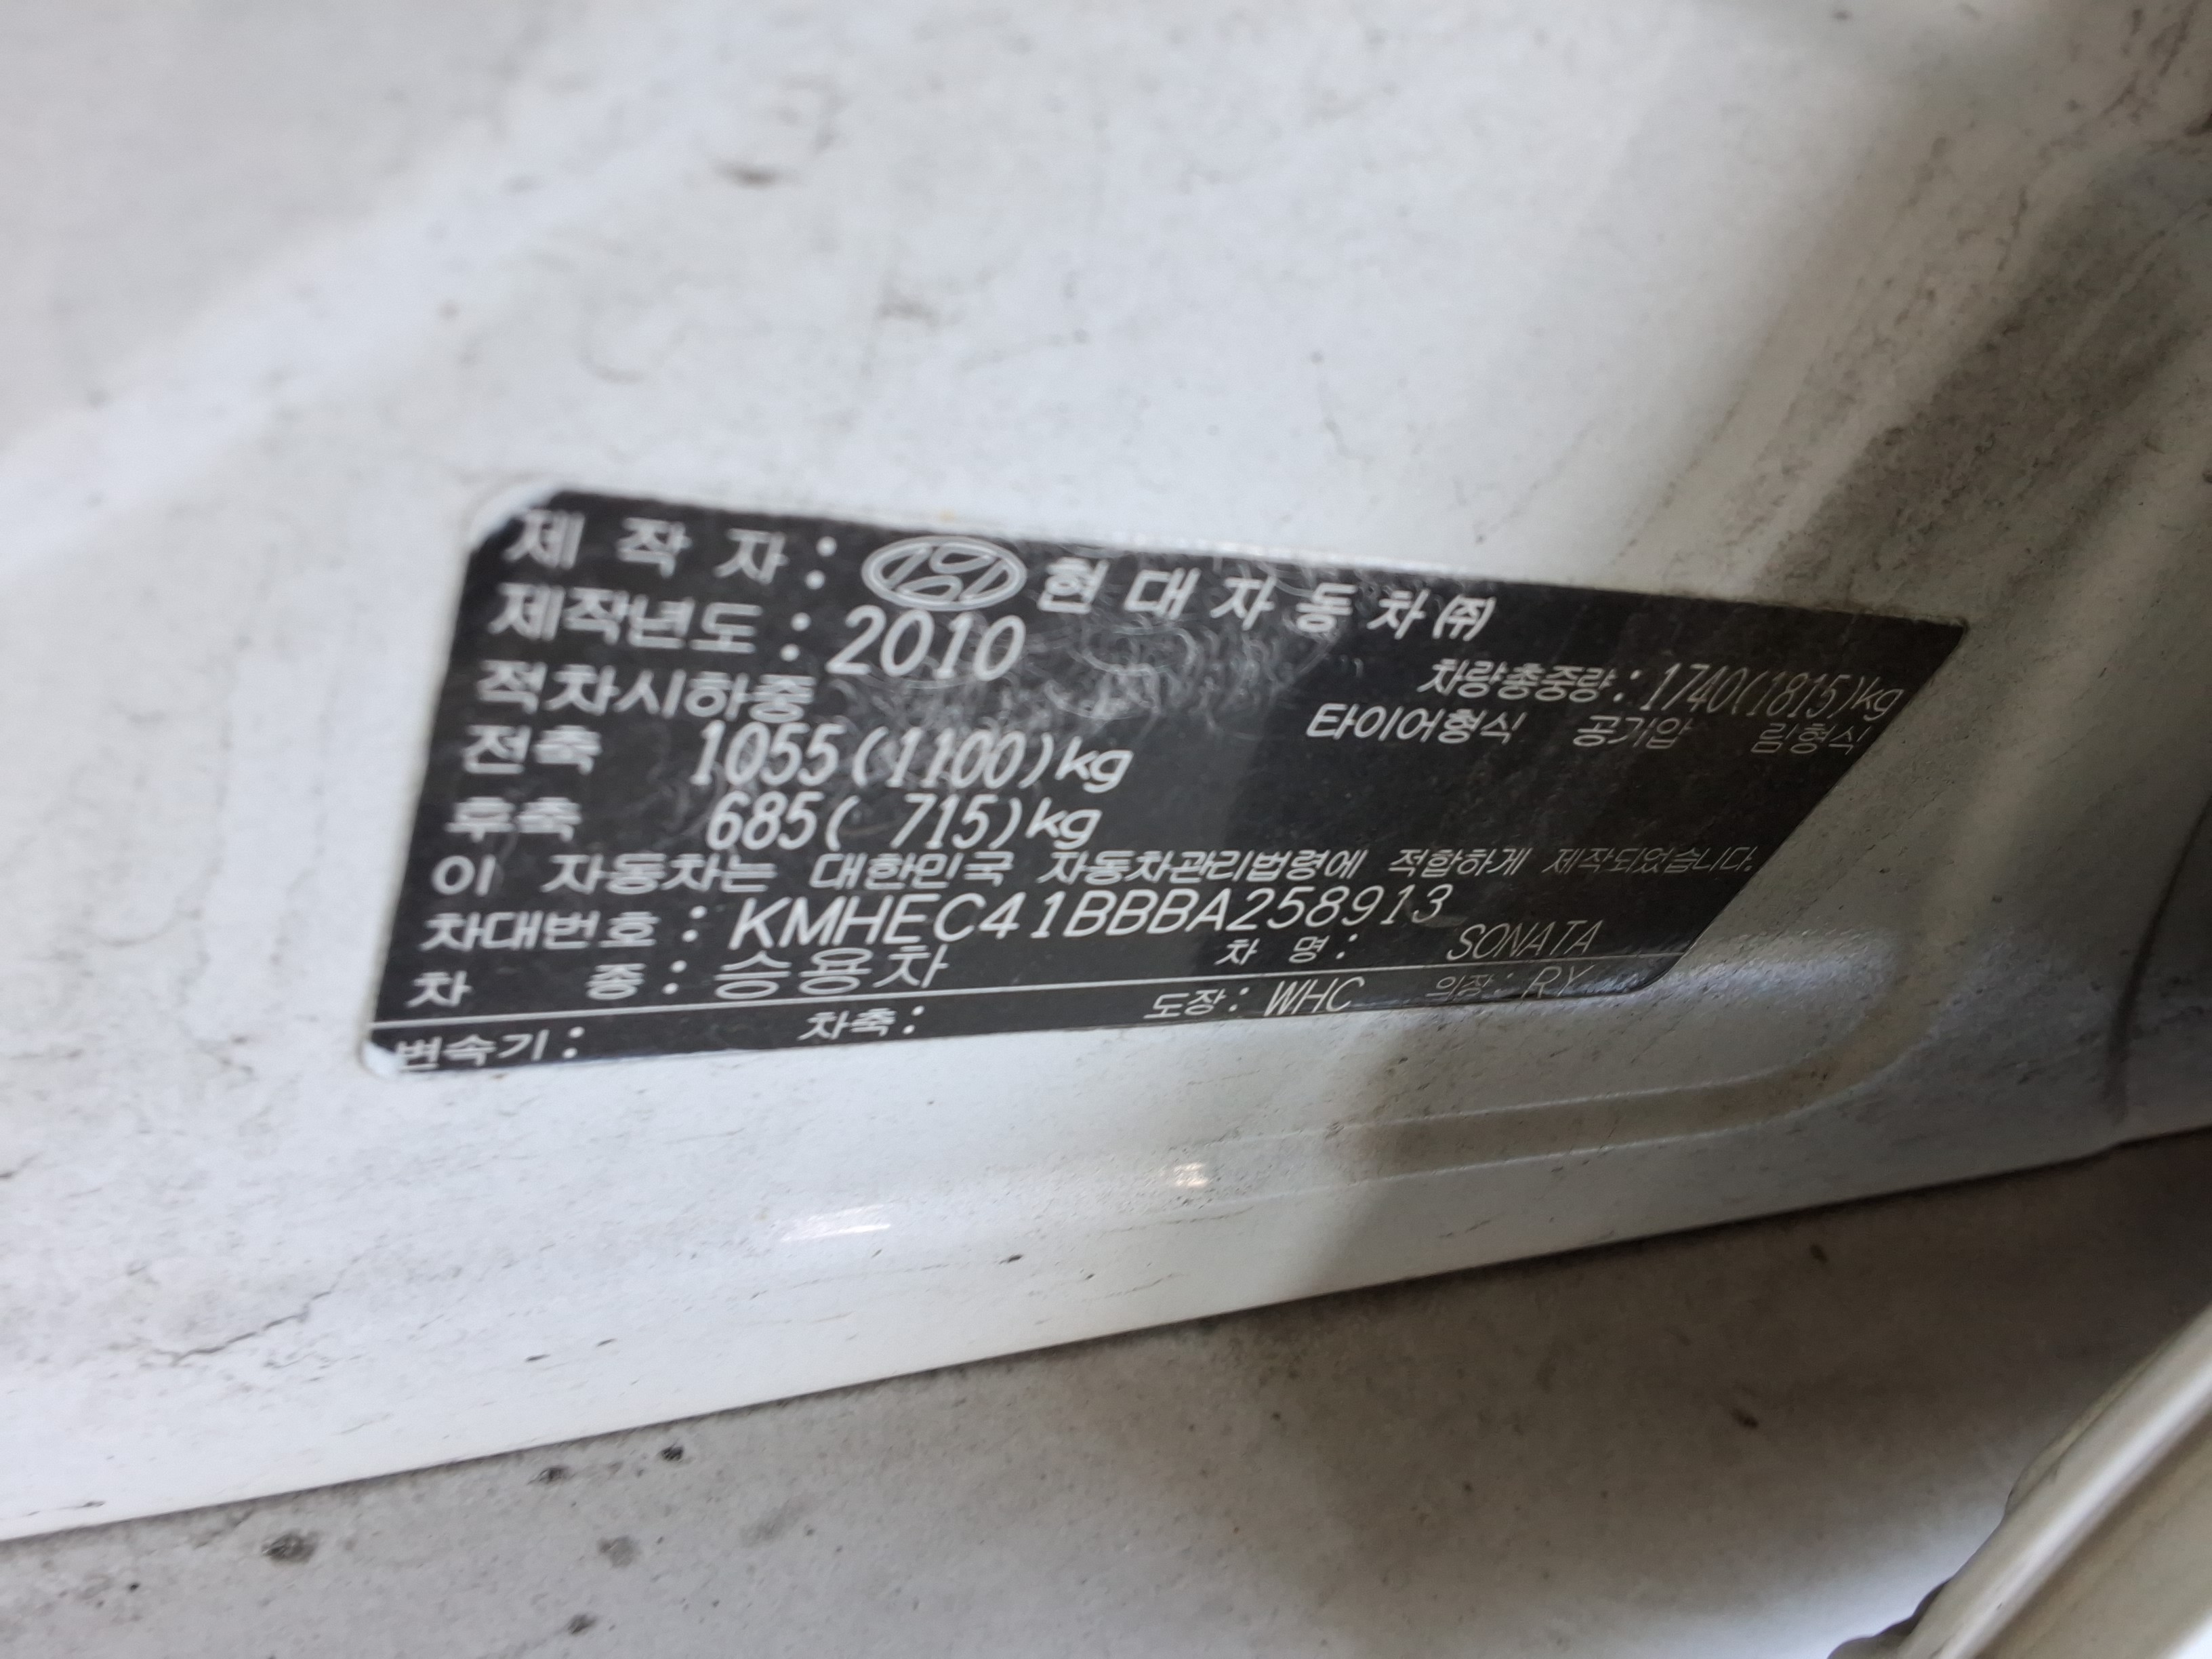 제 작 자 : 현 대 자 동 차 ㈜
제작년도 : 2010
적차시하중 차량총중량 : 1740(1815)kg
전축 1055(1100)kg 타이어형식 공기압 림형식
후축 685( 715)kg
이 자동차는 대한민국 자동차관리법령에 적합하게 제작되었습니다.
차대번호 : KMHEC41BBBA258913
차 종 : 승용차 차 명 : SONATA
변속기 : 차축 : 도장 : WHC 의장 : RY